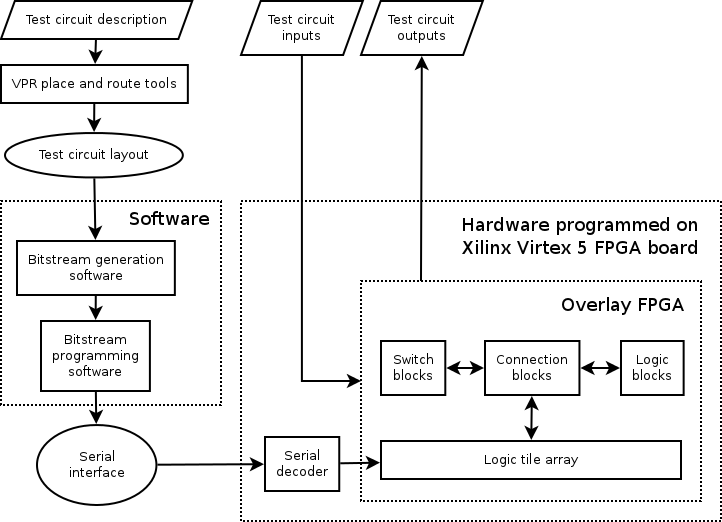 Test circuit description
VPR place and route tools
Test circuit layout
Software
Bitstream generation
software
Bitstream
programming
software
Serial
interface
Test circuit
inputs
Test circuit
outputs
Hardware programmed on
Xilinx Virtex 5 FPGA board
Overlay FPGA
Switch
blocks
Connection
blocks
Logic
blocks
Serial
decoder
Logic tile array